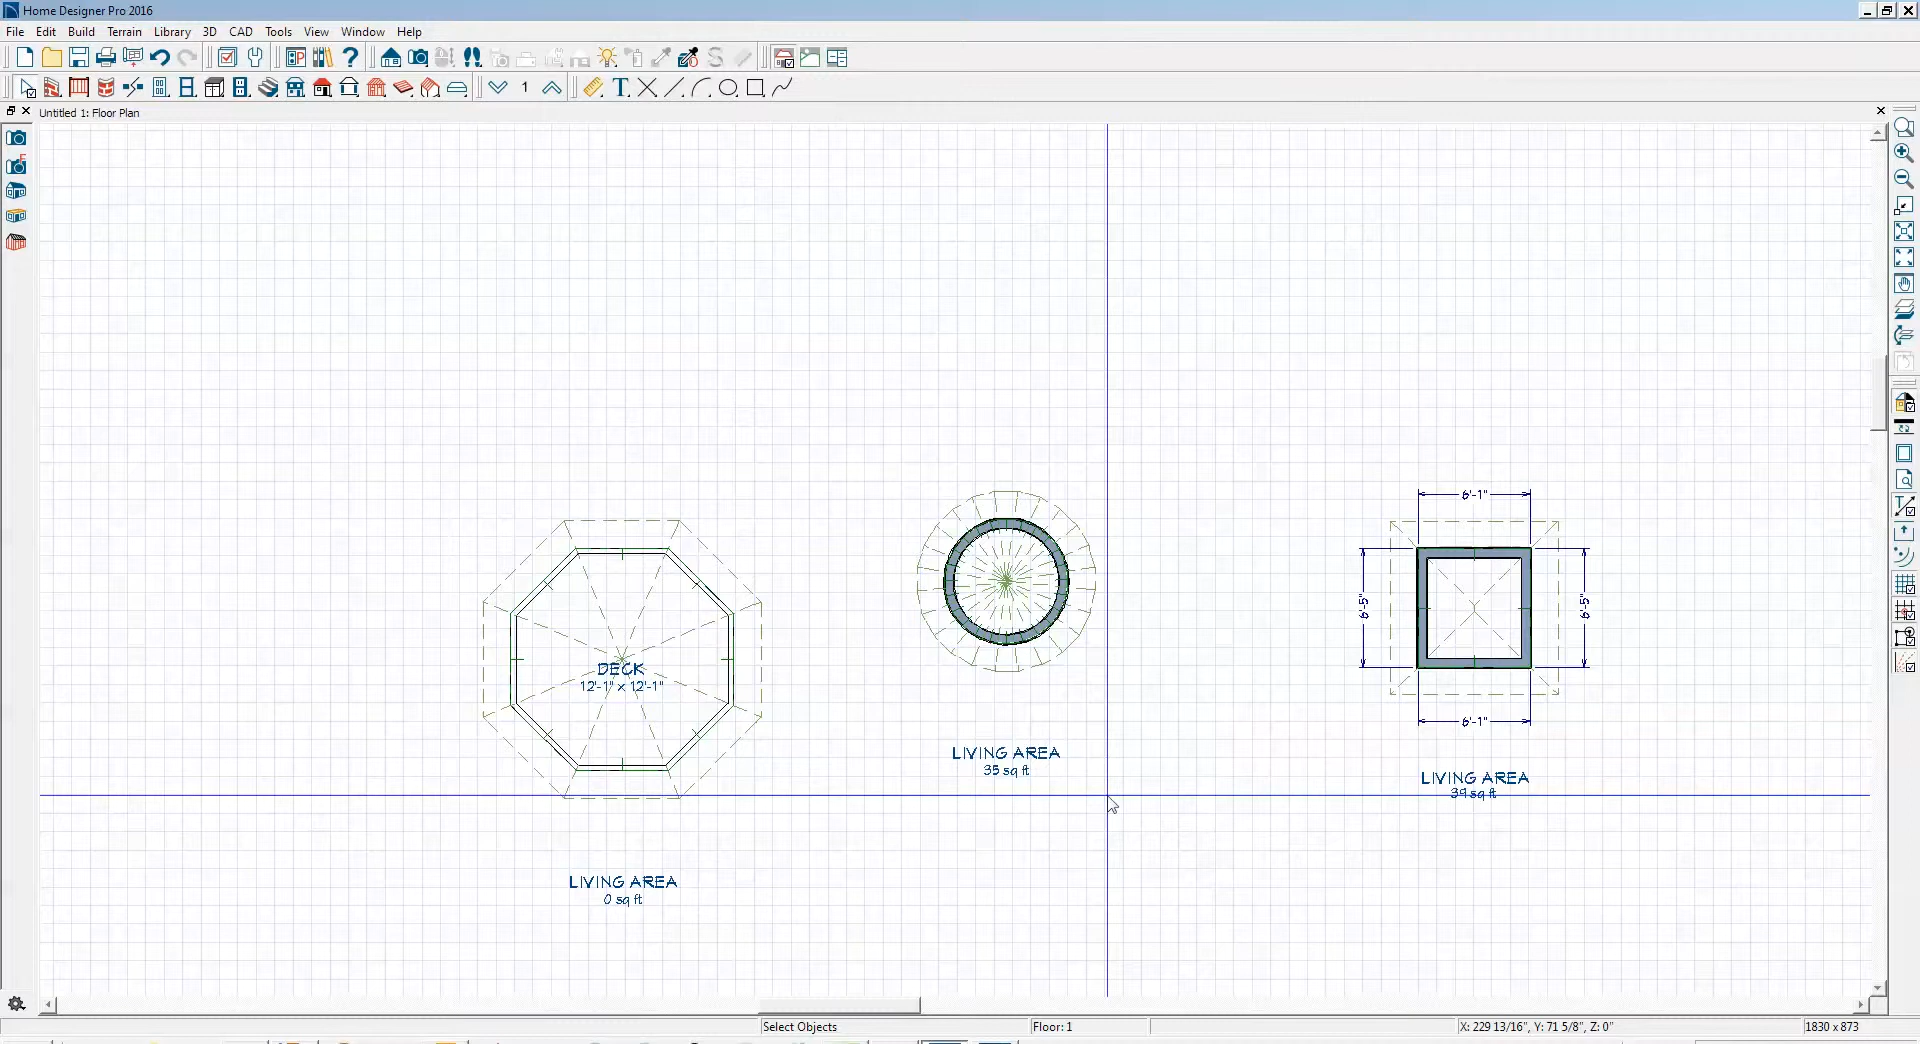 Home Designer Pro 2016
File Edit Build Terrain Library 3D CAD Tools View Window Help
1
Untitled 1: Floor Plan
6'-1"
6'-5"
6'-5"
DECK
12'-1" x 12'-1"
6'-1"
LIVING AREA
35 sq ft
LIVING AREA
39 sq ft
LIVING AREA
0 sq ft
Select Objects Floor: 1 X: 229 13/16", Y: 71 5/8", Z: 0" 1830 x 873